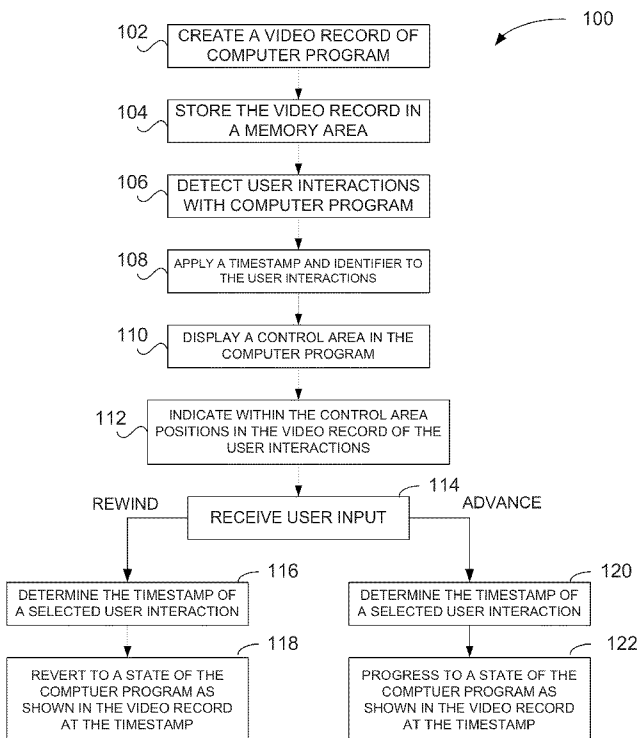 100
102
CREATE A VIDEO RECORD OF
COMPUTER PROGRAM
104
STORE THE VIDEO RECORD IN
A MEMORY AREA
106
DETECT USER INTERACTIONS
WITH COMPUTER PROGRAM
108
APPLY A TIMESTAMP AND IDENTIFIER TO
THE USER INTERACTIONS
110
DISPLAY A CONTROL AREA IN THE
COMPUTER PROGRAM
112
INDICATE WITHIN THE CONTROL AREA
POSITIONS IN THE VIDEO RECORD OF THE
USER INTERACTIONS
114
RECEIVE USER INPUT
REWIND
ADVANCE
116
DETERMINE THE TIMESTAMP OF
A SELECTED USER INTERACTION
118
REVERT TO A STATE OF THE
COMPTUER PROGRAM AS
SHOWN IN THE VIDEO RECORD
AT THE TIMESTAMP
120
DETERMINE THE TIMESTAMP OF
A SELECTED USER INTERACTION
122
PROGRESS TO A STATE OF THE
COMPTUER PROGRAM AS
SHOWN IN THE VIDEO RECORD
AT THE TIMESTAMP